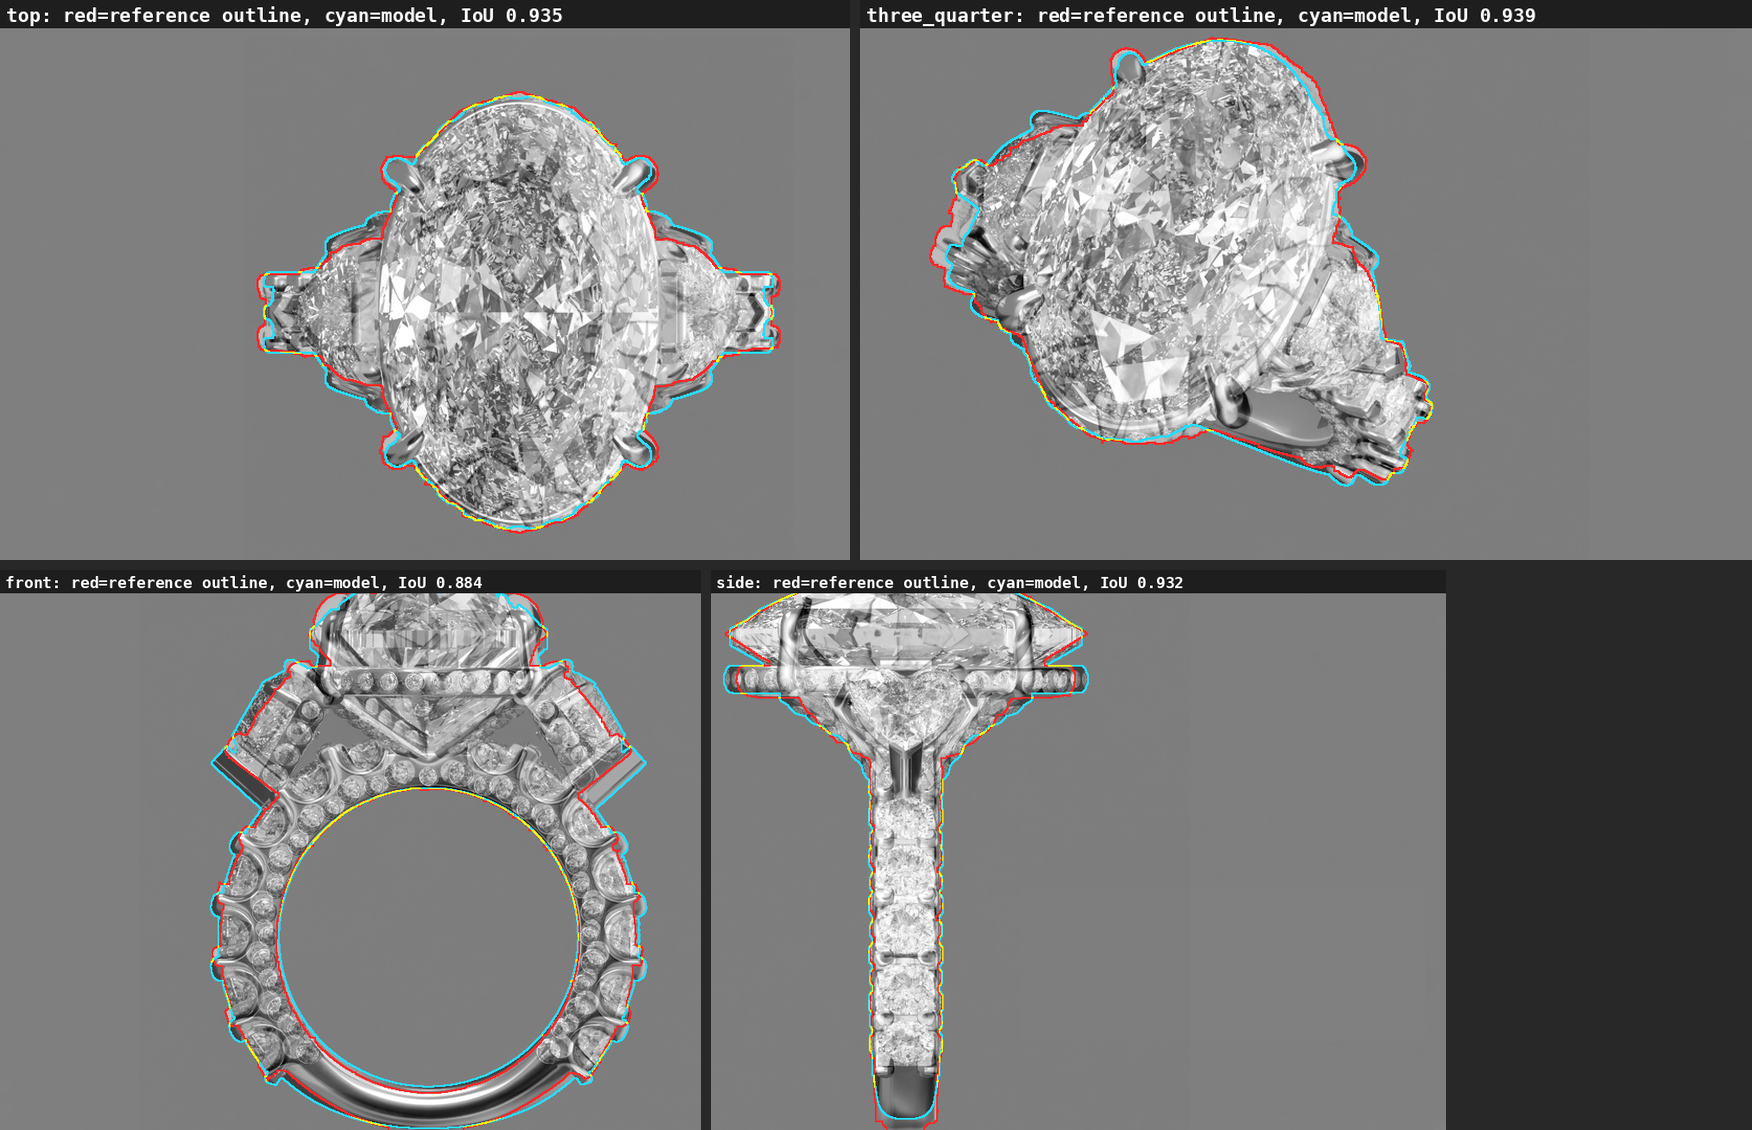 top: red=reference outline, cyan=model, IoU 0.935
three_quarter: red=reference outline, cyan=model, IoU 0.939
front: red=reference outline, cyan=model, IoU 0.884
side: red=reference outline, cyan=model, IoU 0.932